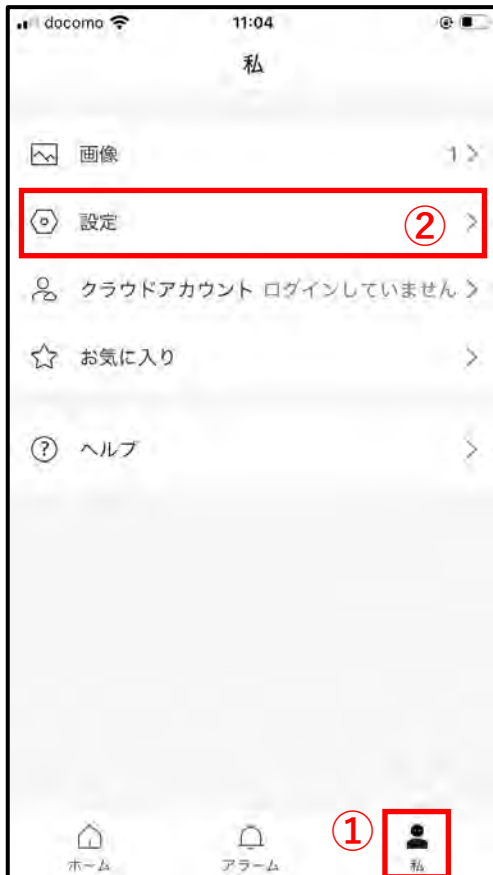 docomo 11:04
私
画像 1
設定 ②
クラウドアカウント ログインしていません
お気に入り
ヘルプ
①
ホーム アラーム 私